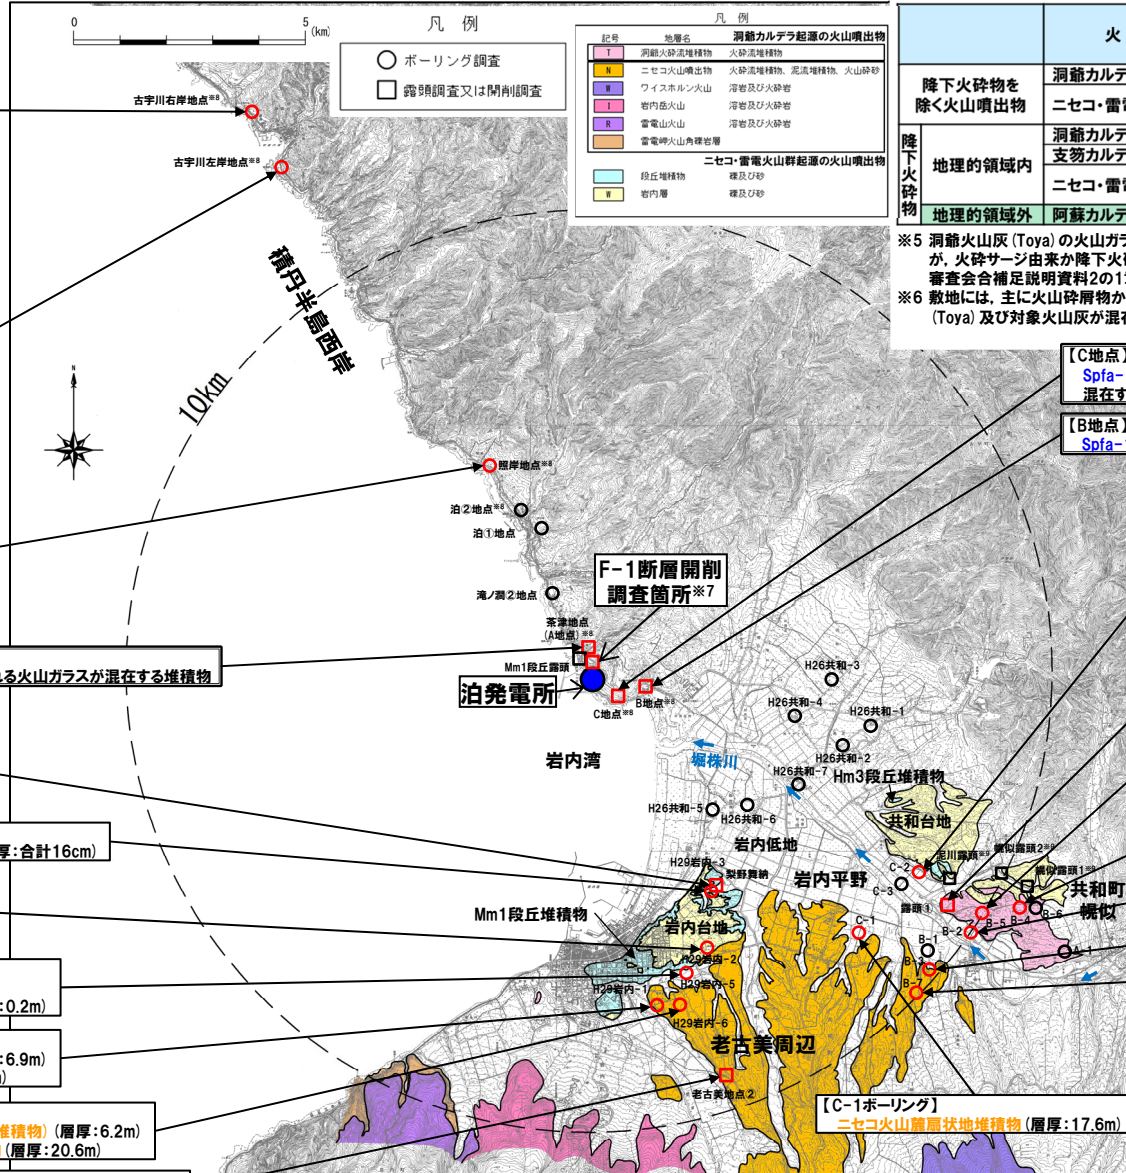 0 5 (km)
凡 例
ボーリング調査
露頭調査又は開削調査
凡 例
記号 地層名 洞爺カルデラ起源の火山噴出物
T 洞爺火砕流堆積物 火砕流堆積物
N ニセコ火山噴出物 火砕流堆積物、泥流堆積物、火山砕砂
W ワイスホルン火山 溶岩及び火砕岩
I 岩内岳火山 溶岩及び火砕岩
R 雷電山火山 溶岩及び火砕岩
雷電岬火山角礫岩層
ニセコ・雷電火山群起源の火山噴出物
段丘堆積物 礫及び砂
W 岩内層 礫及び砂
火
降下火砕物を
除く火山噴出物
洞爺カルデ
ニセコ・雷電
降下火砕物
地理的領域内
洞爺カルデ
支笏カルデ
ニセコ・雷電
地理的領域外 阿蘇カルデ
※5 洞爺火山灰(Toya)の火山ガラ
が, 火砕サージ由来か降下火砕
審査会合補足説明資料2の1
※6 敷地には, 主に火山砕屑物か
(Toya)及び対象火山灰が混在
【C地点】
Spfa-
混在す
【B地点】
Spfa-
古宇川右岸地点※8
古宇川左岸地点※8
積丹半島西岸
10km
N
照岸地点※8
泊②地点※8
泊①地点
滝ノ澗②地点
F-1断層開削
調査箇所※7
茶津地点
(A地点)※8
Mm1段丘露頭
れる火山ガラスが混在する堆積物
泊発電所
C地点※8
B地点※8
H26共和-3
H26共和-4
H26共和-1
H26共和-2
岩内湾
堀株川
H26共和-7
Hm3段丘堆積物
H26共和-5
H26共和-6
共和台地
岩内低地
厚:合計16cm)
H29岩内-3
梨野舞納
岩内平野
C-2
泥川露頭※9
幌似露頭2※9
幌似露頭1※9
C-3
共和町
幌似
露頭1
B-5
B-4
B-6
Mm1段丘堆積物
岩内台地
C-1
B-2
B-1
A-1
H29岩内-2
B-3
H29岩内-1
H29岩内-5
B-7
:0.2m)
H29岩内-6
老古美周辺
:6.9m)
m)
老古美地点2
【C-1ボーリング】
ニセコ火山麓扇状地堆積物(層厚:17.6m)
堆積物)(層厚:6.2m)
(層厚:20.6m)